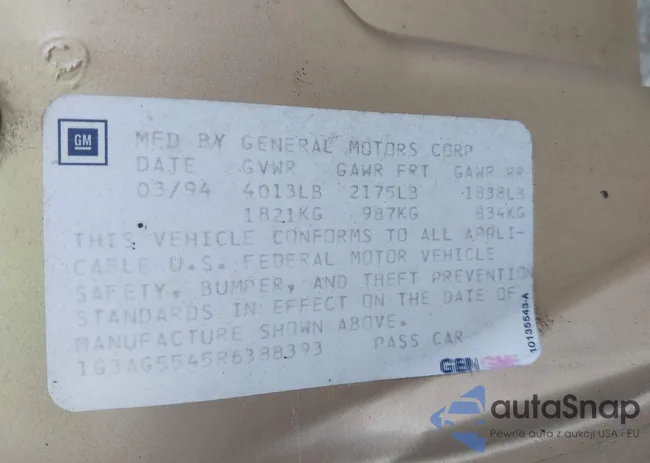 GM
MFD BY GENERAL MOTORS CORP
DATE GVWR GAWR FRT GAWR RR
03/94 4013LB 2175LB 1838LB
1821KG 987KG 834KG
THIS VEHICLE CONFORMS TO ALL APPLI-
CABLE U.S. FEDERAL MOTOR VEHICLE
SAFETY, BUMPER, AND THEFT PREVENTION
STANDARDS IN EFFECT ON THE DATE OF
MANUFACTURE SHOWN ABOVE.
1G3AG5545R6388393 PASS CAR
10135543-A
autaSnap
Pewne auta z aukcji USA i EU